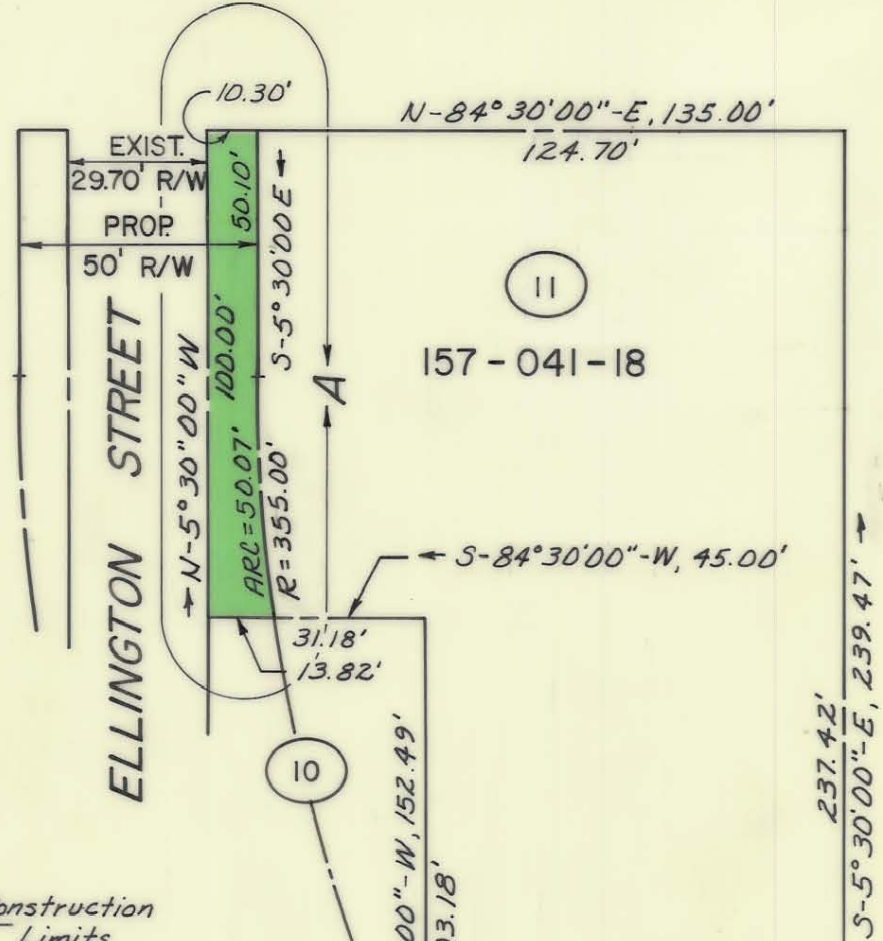 10.30'
N-84°30'00"-E, 135.00'
124.70'
EXIST.
29.70' R/W
PROP.
50' R/W
50.10'
S-5°30'00E
100.00'
N-5°30"00"W
ELLINGTON STREET
A
11
157-041-18
ARC=50.07'
R=355.00'
S-84°30'00"-W, 45.00'
31.18'
13.82'
10
00"-W, 152.49'
03.18'
237.42'
S-5°30'00"-E, 239.47'
onstruction
Limits